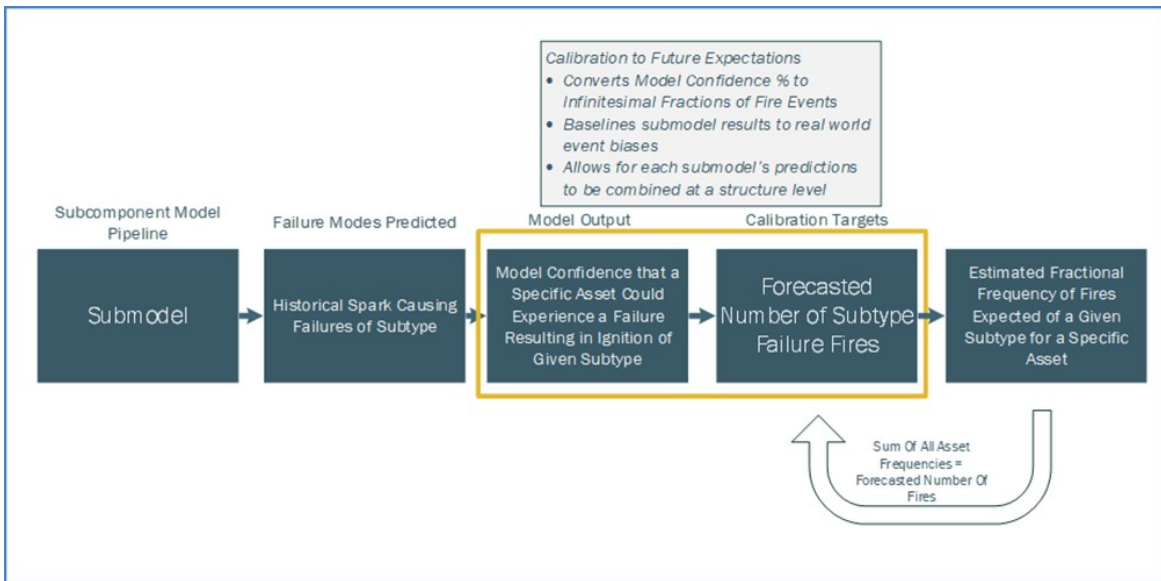 Calibration to Future Expectations
• Converts Model Confidence % to
Infinitesimal Fractions of Fire Events
• Baselines submodel results to real world
event biases
• Allows for each submodel's predictions
to be combined at a structure level
Subcomponent Model
Pipeline
Failure Modes Predicted
Model Output
Calibration Targets
Submodel
Historical Spark Causing
Failures of Subtype
Model Confidence that a
Specific Asset Could
Experience a Failure
Resulting in Ignition of
Given Subtype
Forecasted
Number of Subtype
Failure Fires
Estimated Fractional
Frequency of Fires
Expected of a Given
Subtype for a Specific
Asset
Sum Of All Asset
Frequencies =
Forecasted Number Of
Fires